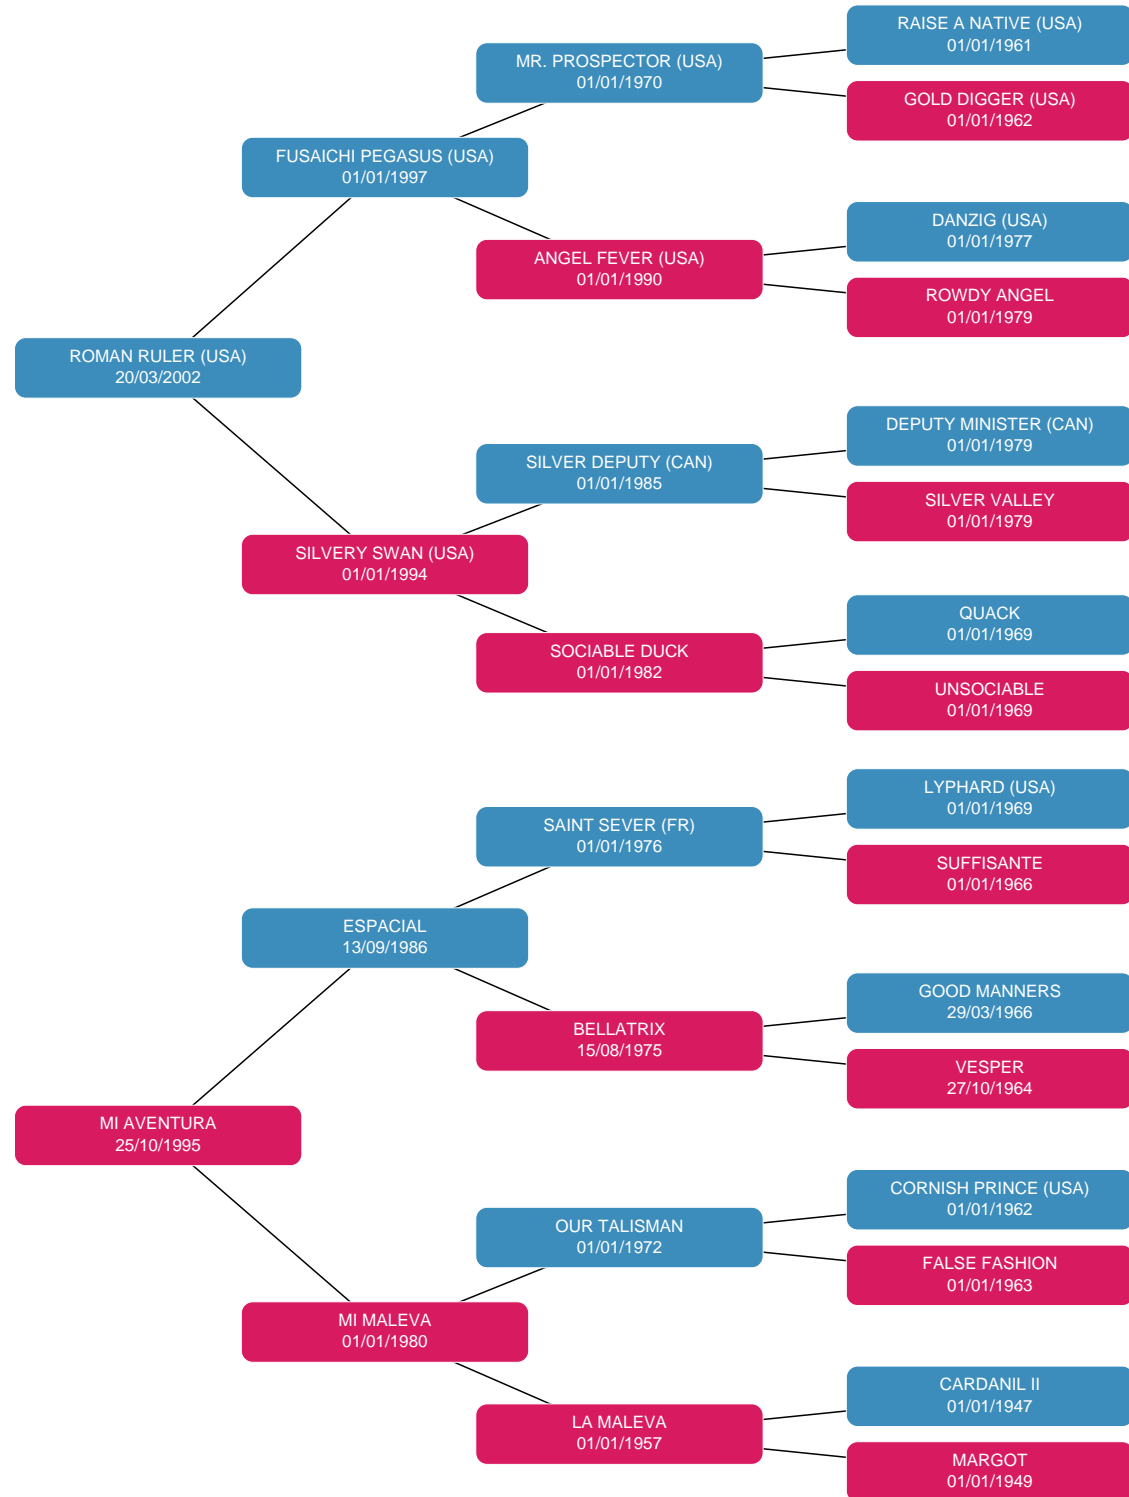 RAISE A NATIVE (USA)
01/01/1961
MR. PROSPECTOR (USA)
01/01/1970
GOLD DIGGER (USA)
01/01/1962
FUSAICHI PEGASUS (USA)
01/01/1997
DANZIG (USA)
01/01/1977
ANGEL FEVER (USA)
01/01/1990
ROWDY ANGEL
01/01/1979
ROMAN RULER (USA)
20/03/2002
DEPUTY MINISTER (CAN)
01/01/1979
SILVER DEPUTY (CAN)
01/01/1985
SILVER VALLEY
01/01/1979
SILVERY SWAN (USA)
01/01/1994
QUACK
01/01/1969
SOCIABLE DUCK
01/01/1982
UNSOCIABLE
01/01/1969
LYPHARD (USA)
01/01/1969
SAINT SEVER (FR)
01/01/1976
SUFFISANTE
01/01/1966
ESPACIAL
13/09/1986
GOOD MANNERS
29/03/1966
BELLATRIX
15/08/1975
VESPER
27/10/1964
MI AVENTURA
25/10/1995
CORNISH PRINCE (USA)
01/01/1962
OUR TALISMAN
01/01/1972
FALSE FASHION
01/01/1963
MI MALEVA
01/01/1980
CARDANIL II
01/01/1947
LA MALEVA
01/01/1957
MARGOT
01/01/1949